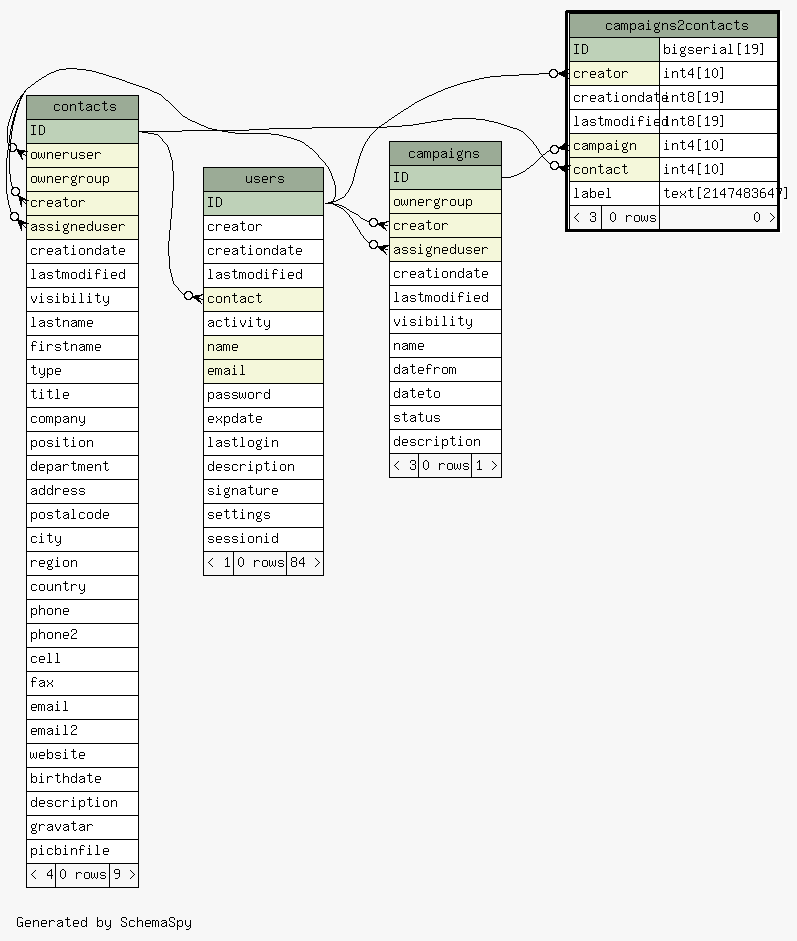 campaigns2contacts
ID bigserial[19]
creator int4[10]
creationdate int8[19]
lastmodified int8[19]
campaign int4[10]
contact int4[10]
label text[2147483647]
< 3 0 rows 0 >
contacts
ID
owneruser
ownergroup
creator
assigneduser
creationdate
lastmodified
visibility
lastname
firstname
type
title
company
position
department
address
postalcode
city
region
country
phone
phone2
cell
fax
email
email2
website
birthdate
description
gravatar
picbinfile
< 4 0 rows 9 >
users
ID
creator
creationdate
lastmodified
contact
activity
name
email
password
expdate
lastlogin
description
signature
settings
sessionid
< 1 0 rows 84 >
campaigns
ID
ownergroup
creator
assigneduser
creationdate
lastmodified
visibility
name
datefrom
dateto
status
description
< 3 0 rows 1 >
Generated by SchemaSpy